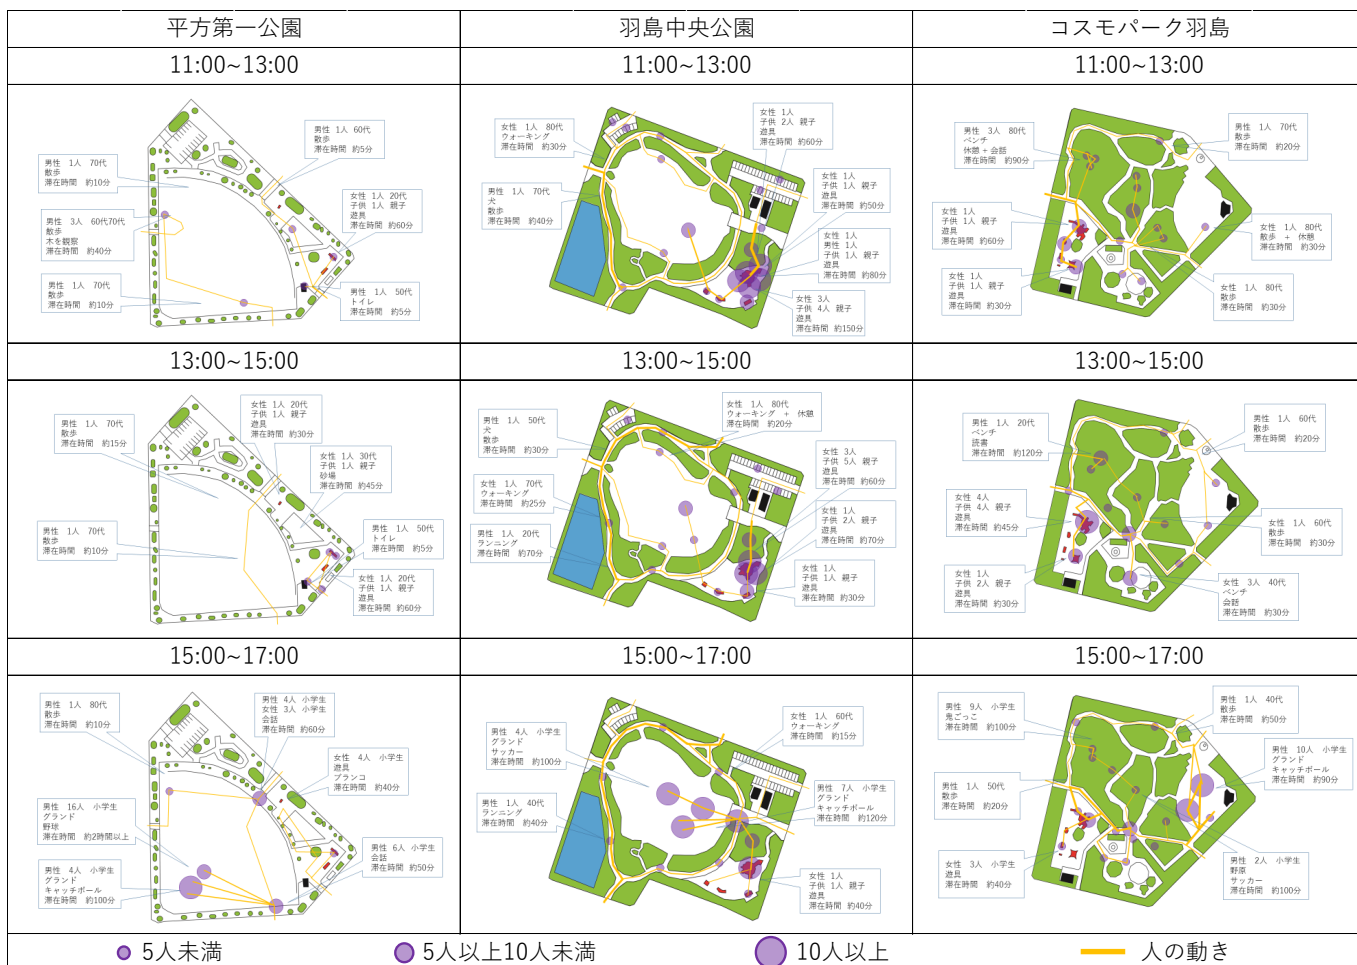 平方第一公園
羽島中央公園
コスモパーク羽島
11:00~13:00
11:00~13:00
11:00~13:00
男性 1人 60代
散歩
滞在時間 約5分
男性 1人 70代
散歩
滞在時間 約10分
女性 1人 20代
子供 1人 親子
遊具
滞在時間 約60分
男性 3人 60代70代
散歩
木を観察
滞在時間 約40分
男性 1人 70代
散歩
滞在時間 約10分
男性 1人 50代
トイレ
滞在時間 約5分
女性 1人 80代
ウォーキング
滞在時間 約30分
女性 1人
子供 2人 親子
遊具
滞在時間 約60分
男性 1人 70代
犬
散歩
滞在時間 約40分
女性 1人
子供 1人 親子
遊具
滞在時間 約50分
女性 1人
男性 1人
子供 1人 親子
遊具
滞在時間 約80分
女性 3人
子供 4人 親子
遊具
滞在時間 約150分
男性 3人 80代
ベンチ
休憩 + 会話
滞在時間 約90分
男性 1人 70代
散歩
滞在時間 約20分
女性 1人
子供 1人 親子
遊具
滞在時間 約60分
女性 1人 80代
散歩 + 休憩
滞在時間 約30分
女性 1人
子供 1人 親子
遊具
滞在時間 約30分
女性 1人 80代
散歩
滞在時間 約30分
13:00~15:00
13:00~15:00
13:00~15:00
男性 1人 70代
散歩
滞在時間 約15分
女性 1人 20代
子供 1人 親子
遊具
滞在時間 約30分
女性 1人 30代
子供 1人 親子
砂場
滞在時間 約45分
男性 1人 70代
散歩
滞在時間 約10分
男性 1人 50代
トイレ
滞在時間 約5分
女性 1人 20代
子供 1人 親子
遊具
滞在時間 約60分
男性 1人 50代
犬
散歩
滞在時間 約30分
女性 1人 80代
ウォーキング + 休憩
滞在時間 約20分
女性 3人
子供 5人 親子
遊具
滞在時間 約60分
女性 1人 70代
ウォーキング
滞在時間 約25分
女性 1人
子供 2人 親子
遊具
滞在時間 約70分
男性 1人 20代
ランニング
滞在時間 約70分
女性 1人
子供 1人 親子
遊具
滞在時間 約30分
男性 1人 20代
ベンチ
読書
滞在時間 約120分
男性 1人 60代
散歩
滞在時間 約20分
女性 4人
子供 4人 親子
遊具
滞在時間 約45分
女性 1人 60代
散歩
滞在時間 約30分
女性 1人
子供 2人 親子
遊具
滞在時間 約30分
女性 3人 40代
ベンチ
会話
滞在時間 約30分
15:00~17:00
15:00~17:00
15:00~17:00
男性 1人 80代
散歩
滞在時間 約10分
男性 4人 小学生
女性 3人 小学生
会話
滞在時間 約60分
女性 4人 小学生
遊具
ブランコ
滞在時間 約40分
男性 16人 小学生
グランド
野球
滞在時間 約2時間以上
男性 6人 小学生
会話
滞在時間 約50分
男性 4人 小学生
グランド
キャッチボール
滞在時間 約100分
男性 4人 小学生
グランド
サッカー
滞在時間 約100分
女性 1人 60代
ウォーキング
滞在時間 約15分
男性 1人 40代
ランニング
滞在時間 約40分
男性 7人 小学生
グランド
キャッチボール
滞在時間 約120分
女性 1人
子供 1人 親子
遊具
滞在時間 約40分
男性 9人 小学生
鬼ごっこ
滞在時間 約100分
男性 1人 40代
散歩
滞在時間 約50分
男性 10人 小学生
グランド
キャッチボール
滞在時間 約90分
男性 1人 50代
散歩
滞在時間 約20分
女性 3人 小学生
遊具
滞在時間 約40分
男性 2人 小学生
野原
サッカー
滞在時間 約100分
5人未満
5人以上10人未満
10人以上
人の動き